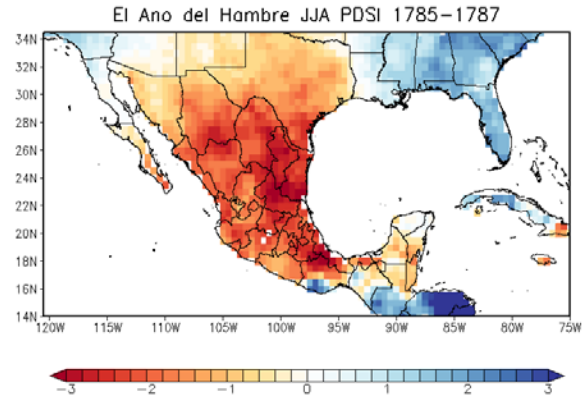 El Ano del Hambre JJA PDSI 1785−1787
34N
32N
30N
28N
26N
24N
22N
20N
18N
16N
14N
120W 115W 110W 105W 100W 95W 90W 85W 80W 75W
−3 −2 −1 0 1 2 3